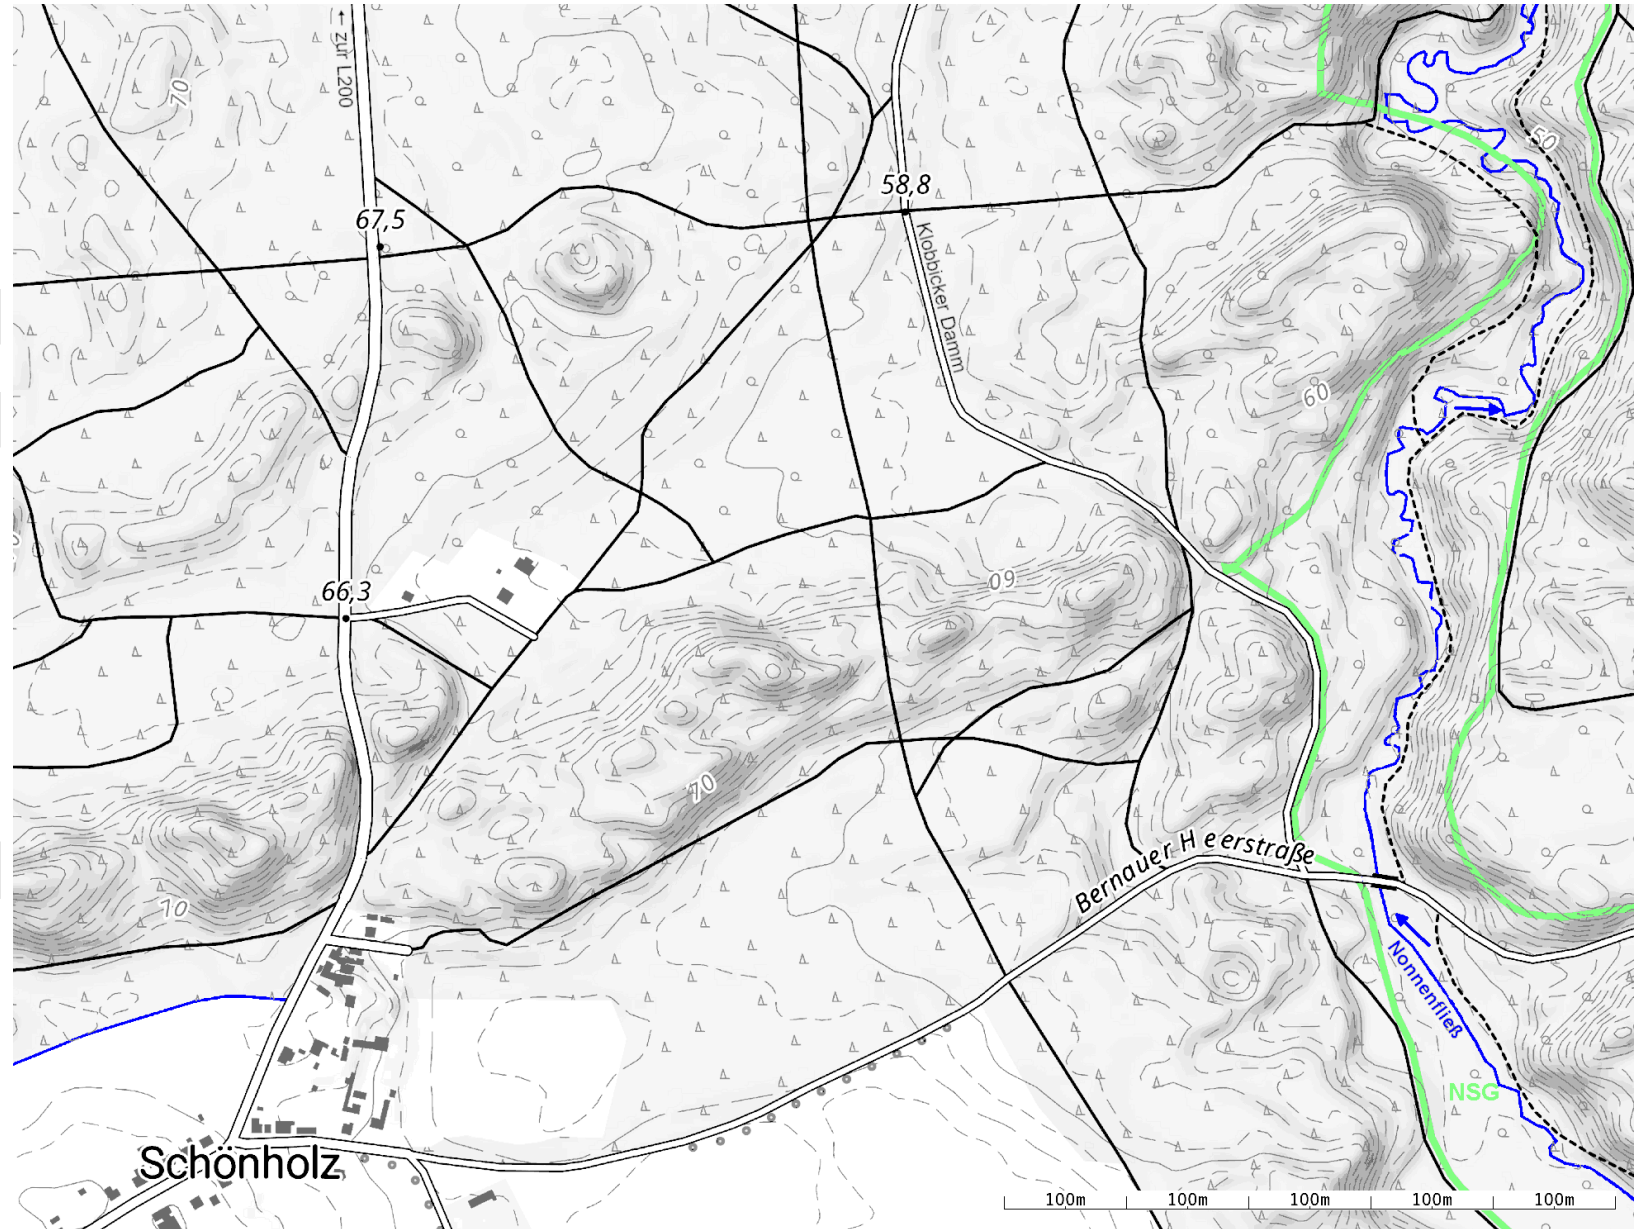 ← zur L200
70
50
58,8
67,5
Klobbicker Damm
60
66,3
60
70
Bernauer Heerstraße
70
Nonnenfließ
NSG
Schönholz
100m 100m 100m 100m 100m